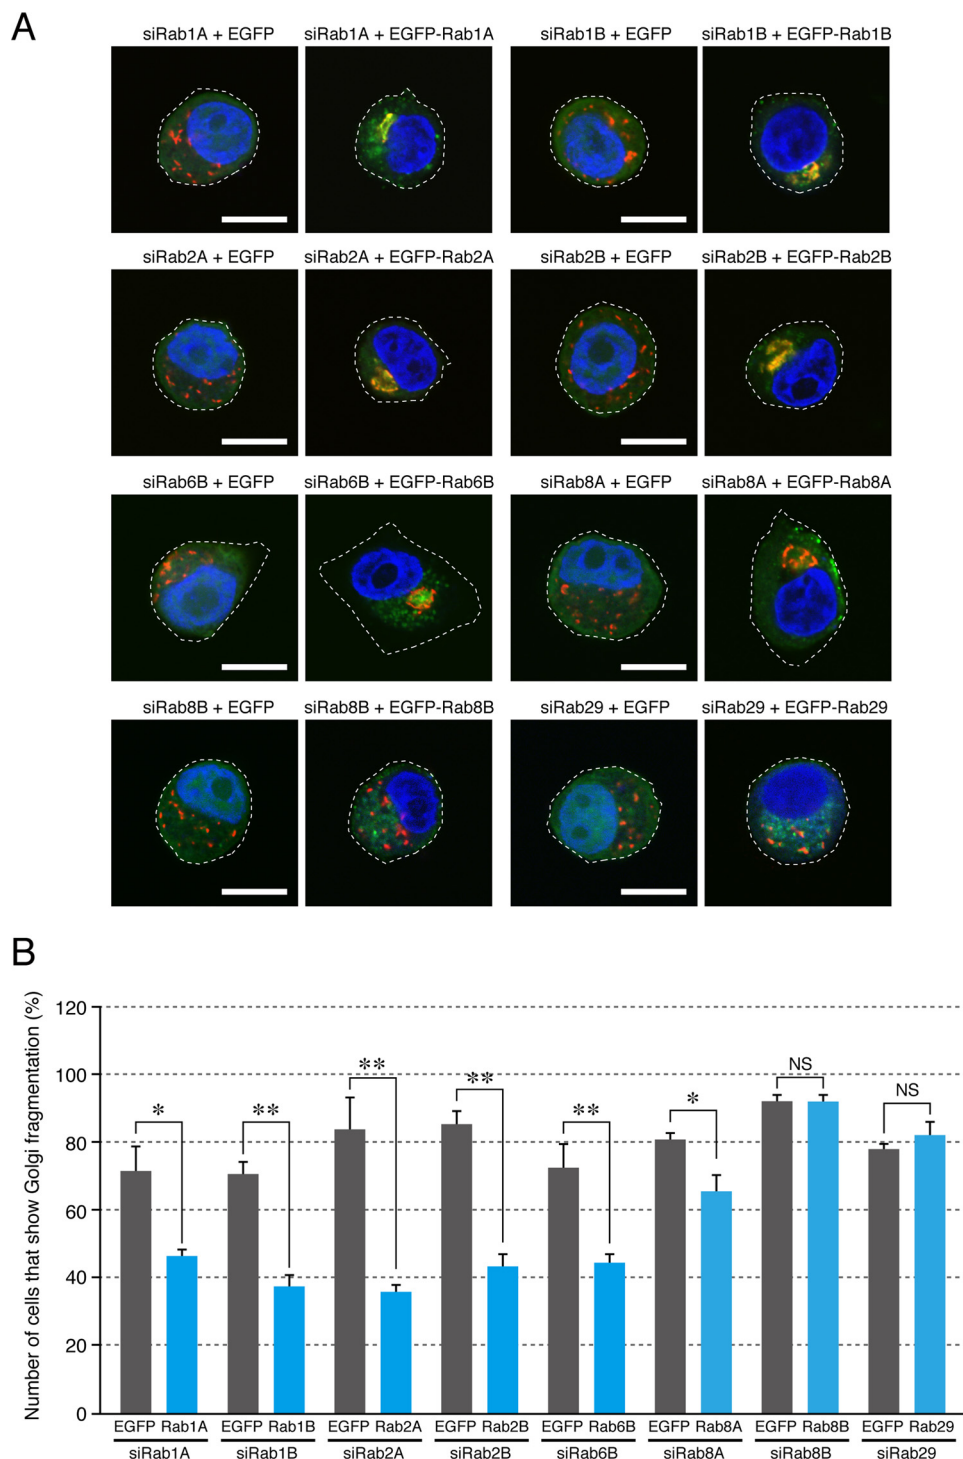 A
siRab1A + EGFP siRab1A + EGFP-Rab1A siRab1B + EGFP siRab1B + EGFP-Rab1B
siRab2A + EGFP siRab2A + EGFP-Rab2A siRab2B + EGFP siRab2B + EGFP-Rab2B
siRab6B + EGFP siRab6B + EGFP-Rab6B siRab8A + EGFP siRab8A + EGFP-Rab8A
siRab8B + EGFP siRab8B + EGFP-Rab8B siRab29 + EGFP siRab29 + EGFP-Rab29
B
Number of cells that show Golgi fragmentation (%)
120
100
80
60
40
20
0
* ** ** ** ** * NS NS
EGFP Rab1A EGFP Rab1B EGFP Rab2A EGFP Rab2B EGFP Rab6B EGFP Rab8A EGFP Rab8B EGFP Rab29
siRab1A siRab1B siRab2A siRab2B siRab6B siRab8A siRab8B siRab29